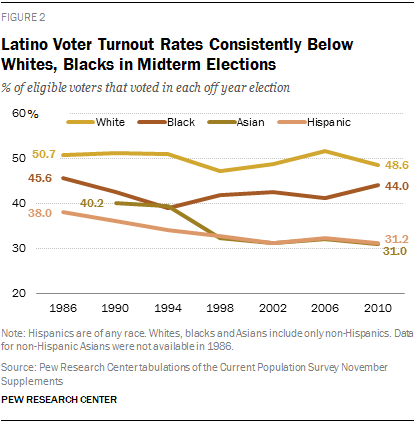 FIGURE 2
Latino Voter Turnout Rates Consistently Below
Whites, Blacks in Midterm Elections
% of eligible voters that voted in each off year election
60 %
White Black Asian Hispanic
50
50.7
48.6
45.6
44.0
40
40.2
38.0
30
31.2
31.0
20
1986 1990 1994 1998 2002 2006 2010
Note: Hispanics are of any race. Whites, blacks and Asians include only non-Hispanics. Data
for non-Hispanic Asians were not available in 1986.
Source: Pew Research Center tabulations of the Current Population Survey November
Supplements
PEW RESEARCH CENTER